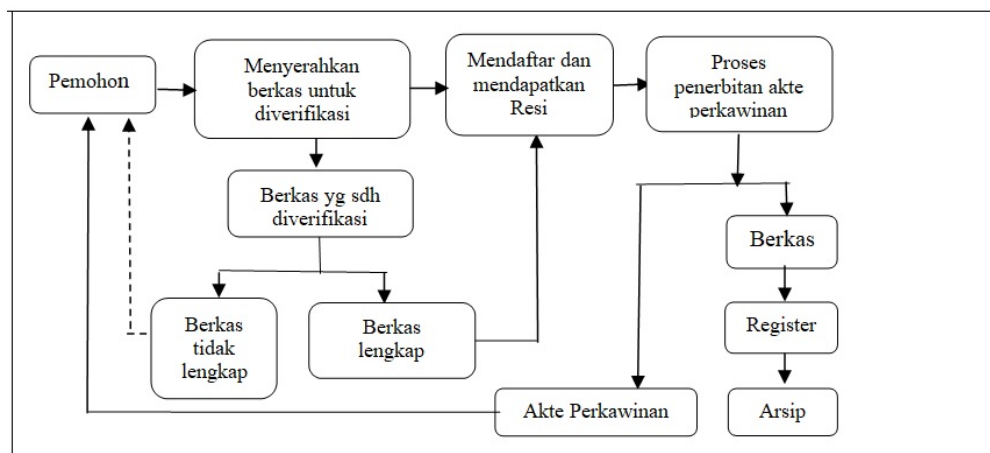 Pemohon
Menyerahkan
berkas untuk
diverifikasi
Mendaftar dan
mendapatkan
Resi
Proses
penerbitan akte
perkawinan
Berkas yg sdh
diverifikasi
Berkas
tidak
lengkap
Berkas
lengkap
Berkas
Register
Akte Perkawinan
Arsip